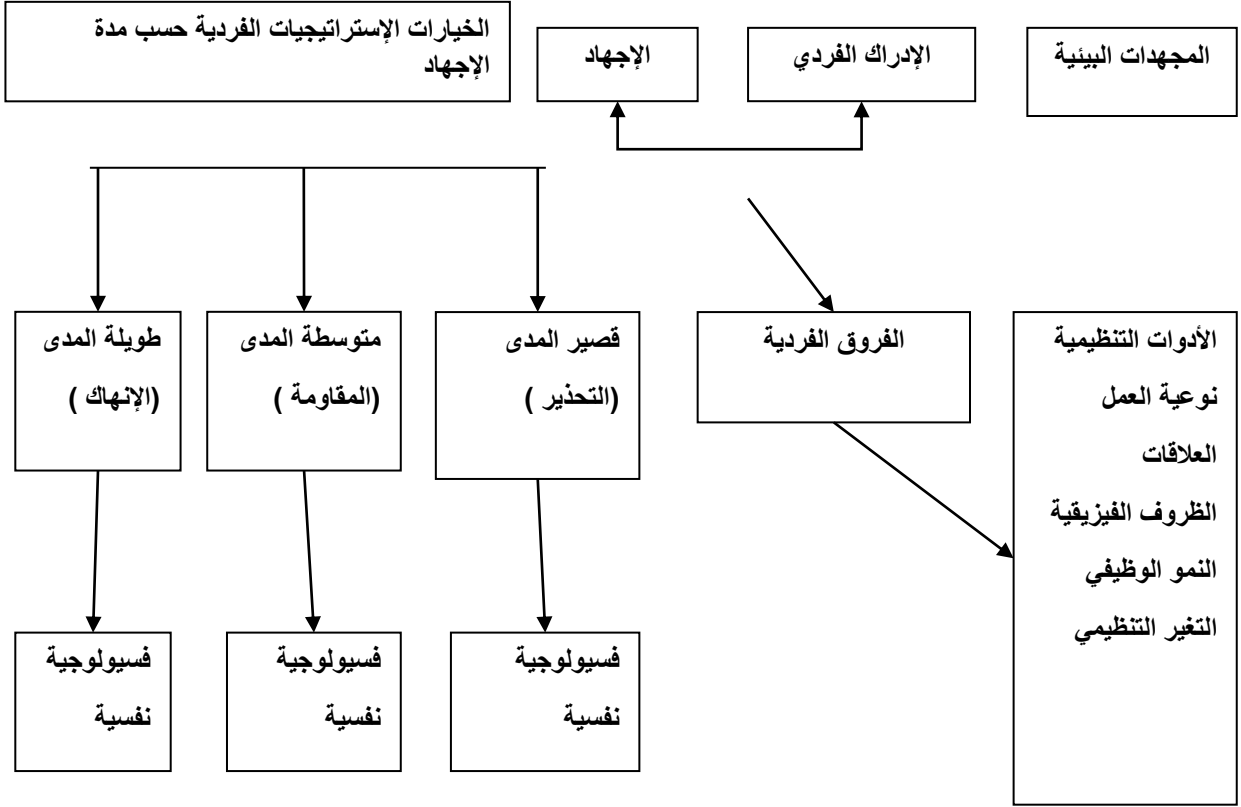 المجهدات البيئية
الإدراك الفردي
الإجهاد
الخيارات الإستراتيجيات الفردية حسب مدة
الإجهاد
الأدوات التنظيمية
نوعية العمل
العلاقات
الظروف الفيزيقية
النمو الوظيفي
التغير التنظيمي
الفروق الفردية
قصير المدى
(التحذير )
متوسطة المدى
(المقاومة )
طويلة المدى
(الإنهاك )
فسيولوجية
نفسية
فسيولوجية
نفسية
فسيولوجية
نفسية